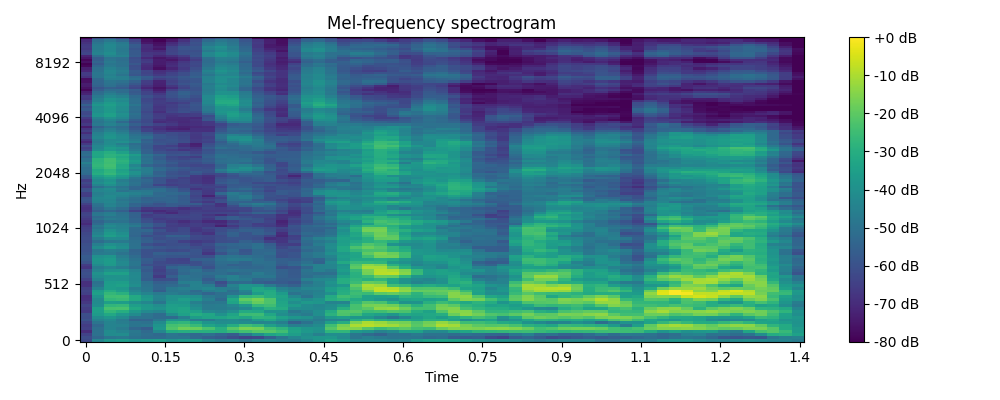 Mel-frequency spectrogram
Hz
8192
4096
2048
1024
512
0
0 0.15 0.3 0.45 0.6 0.75 0.9 1.1 1.2 1.4
Time
+0 dB
-10 dB
-20 dB
-30 dB
-40 dB
-50 dB
-60 dB
-70 dB
-80 dB